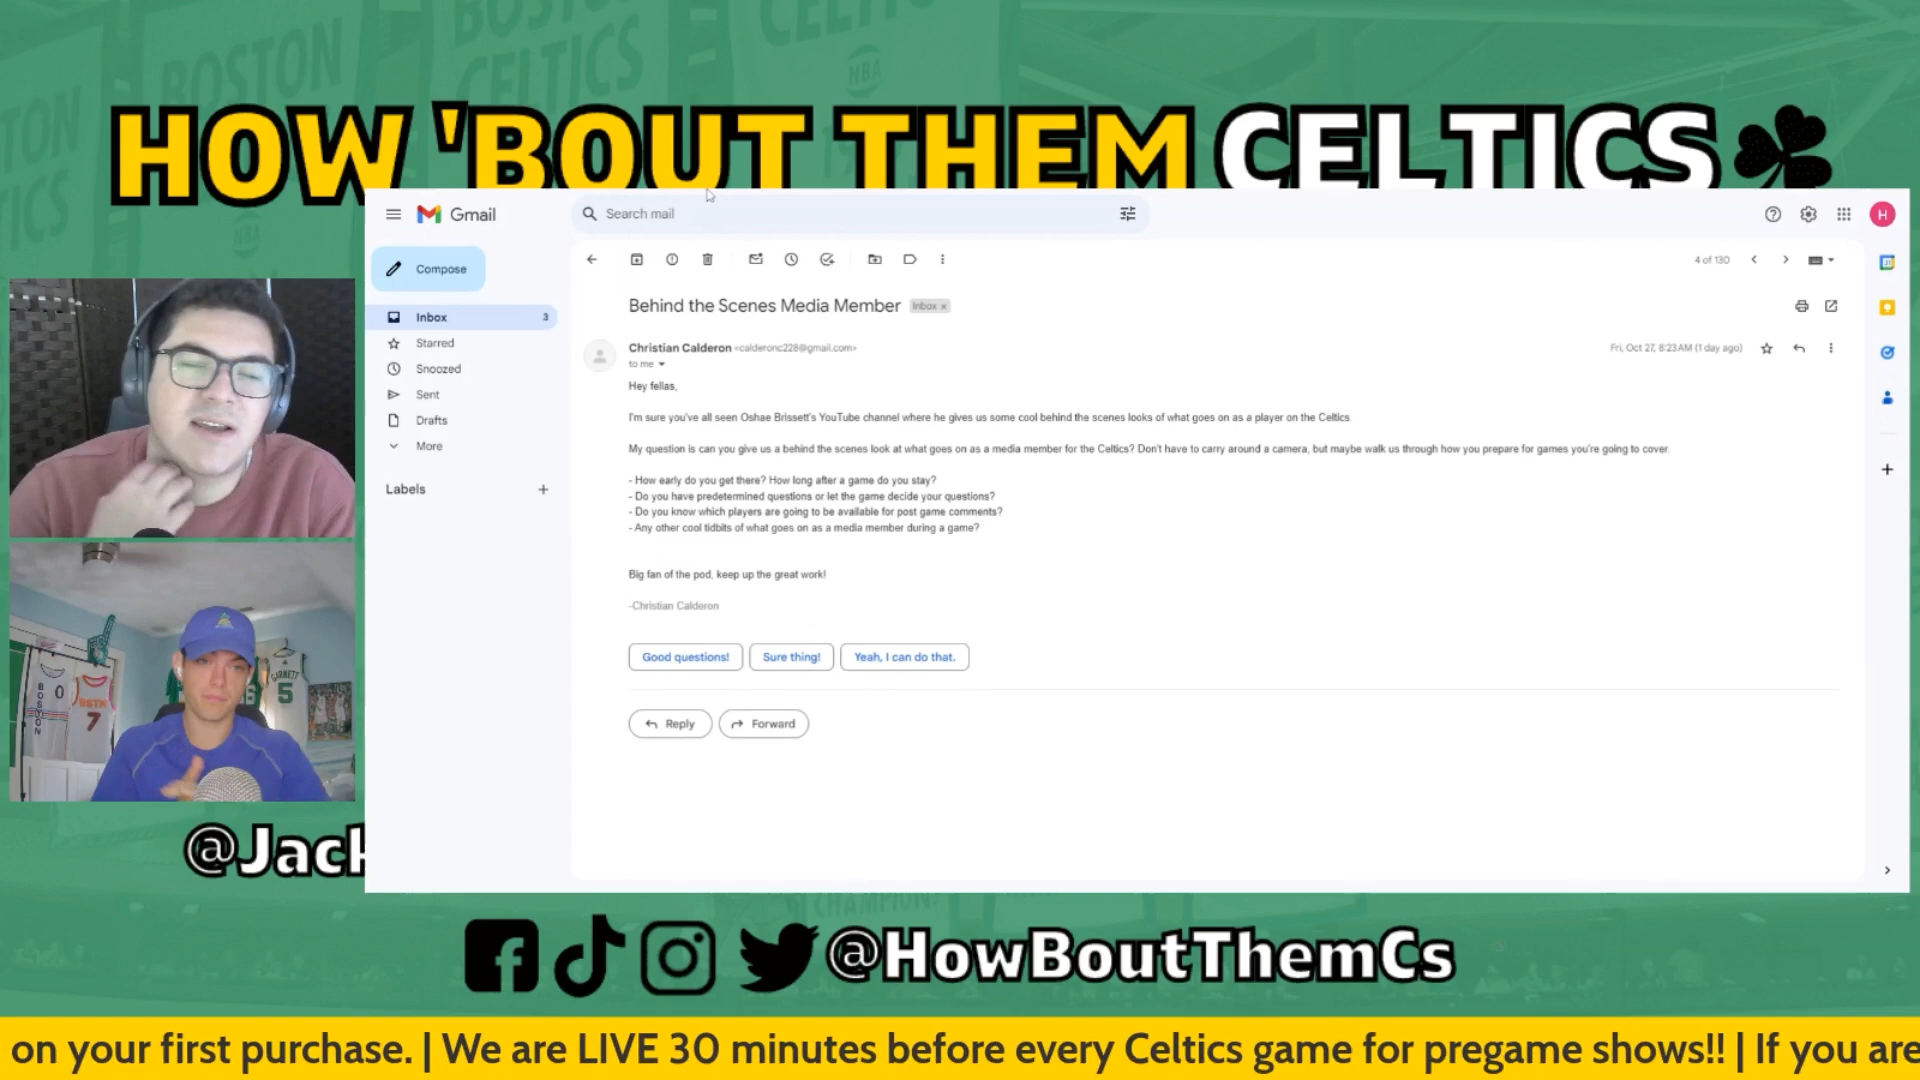 BOSTON
CELTICS
NBA
HOW 'BOUT THEM CELTICS
Gmail
Search mail
H
Compose
4 of 130
Inbox 3
Starred
Snoozed
Sent
Drafts
More
Labels
Behind the Scenes Media Member Inbox x
Christian Calderon <calderonc228@gmail.com>
Fri, Oct 27, 8:23 AM (1 day ago)
to me
Hey fellas,
I'm sure you've all seen Oshae Brissett's YouTube channel where he gives us some cool behind the scenes looks of what goes on as a player on the Celtics.
My question is can you give us a behind the scenes look at what goes on as a media member for the Celtics? Don't have to carry around a camera, but maybe walk us through how you prepare for games you're going to cover.
- How early do you get there? How long after a game do you stay?
- Do you have predetermined questions or let the game decide your questions?
- Do you know which players are going to be available for post game comments?
- Any other cool tidbits of what goes on as a media member during a game?
Big fan of the pod, keep up the great work!
-Christian Calderon
Good questions!
Sure thing!
Yeah, I can do that.
Reply
Forward
BOSTON
0
7
5
@Jack
@HowBoutThemCs
on your first purchase. | We are LIVE 30 minutes before every Celtics game for pregame shows!! | If you are